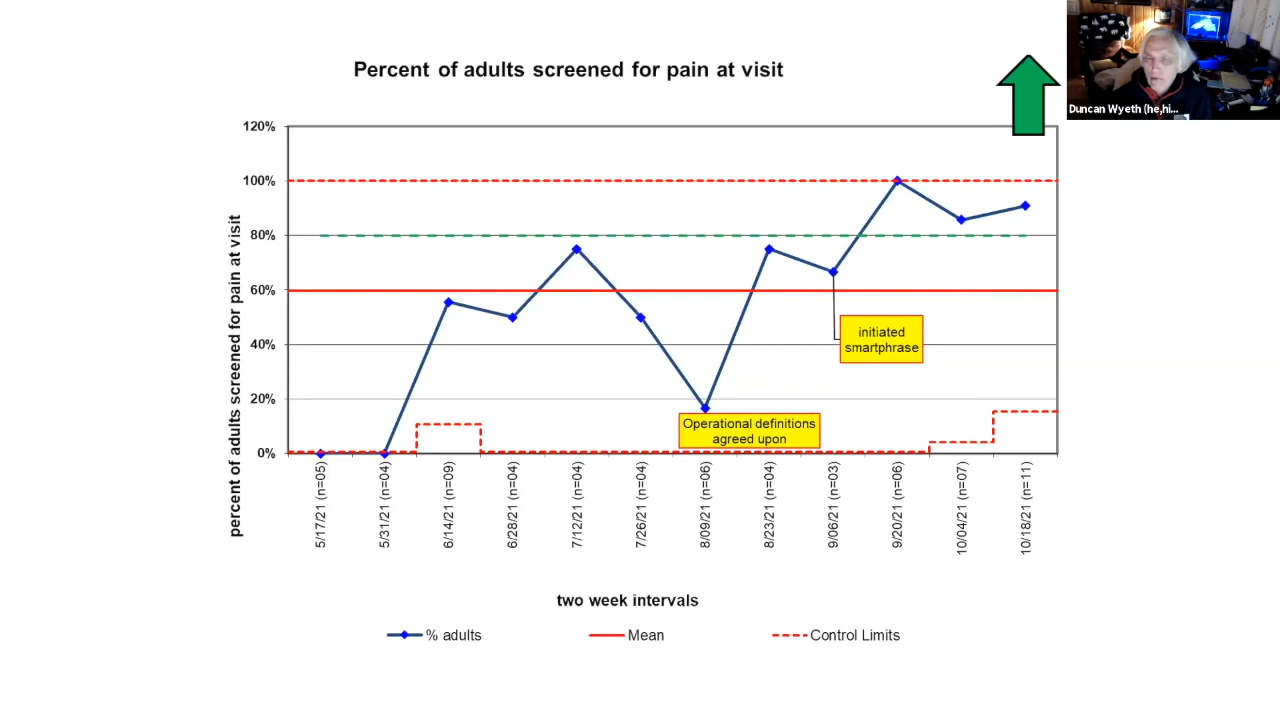 Percent of adults screened for pain at visit
Duncan Wyeth (he,hi...
percent of adults screened for pain at visit
120%
100%
80%
60%
40%
20%
0%
initiated
smartphrase
Operational definitions
agreed upon
5/17/21 (n=05)
5/31/21 (n=04)
6/14/21 (n=09)
6/28/21 (n=04)
7/12/21 (n=04)
7/26/21 (n=04)
8/09/21 (n=06)
8/23/21 (n=04)
9/06/21 (n=03)
9/20/21 (n=06)
10/04/21 (n=07)
10/18/21 (n=11)
two week intervals
% adults
Mean
Control Limits